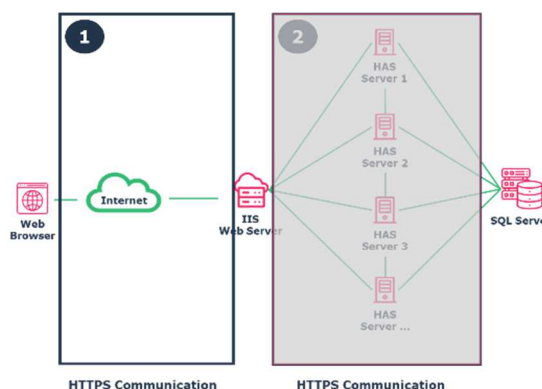 1
2
HAS
Server 1
HAS
Server 2
Internet
Web
Browser
IIS
Web Server
HAS
Server 3
SQL Serve
HAS
Server ...
HTTPS Communication
HTTPS Communication